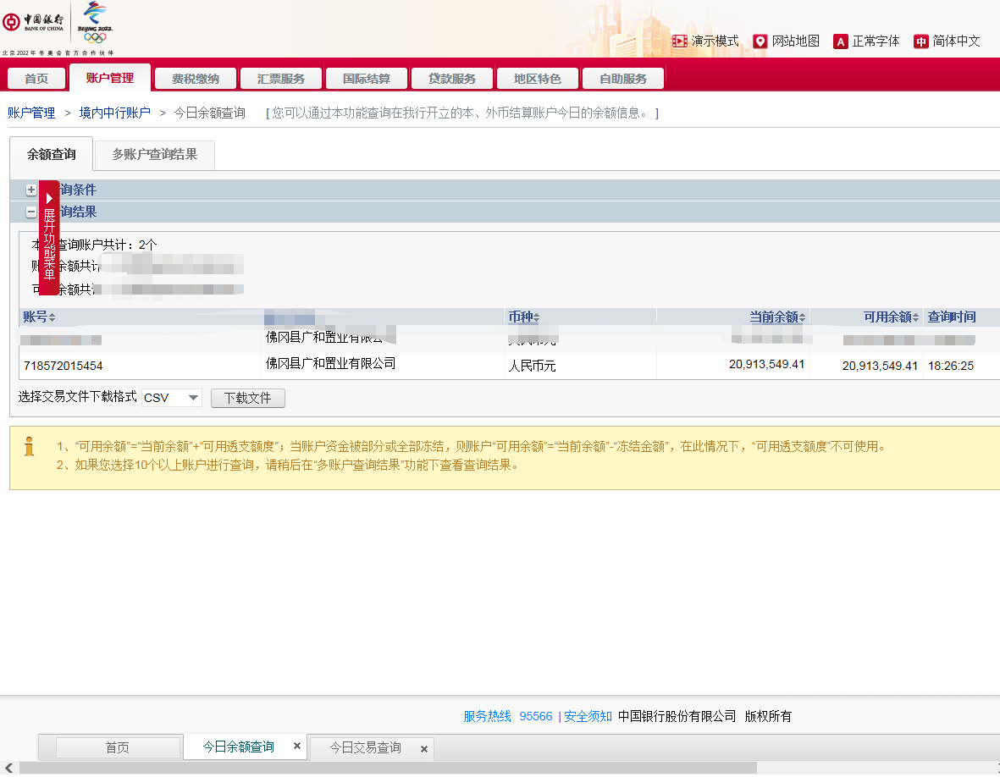 中国银行
BANK OF CHINA
BEIJING 2022
北京2022年冬奥会官方合作伙伴
演示模式 网站地图 A 正常字体 中 简体中文
首页 账户管理 费税缴纳 汇票服务 国际结算 贷款服务 地区特色 自助服务
账户管理 > 境内中行账户 > 今日余额查询 [ 您可以通过本功能查询在我行开立的本、外币结算账户今日的余额信息。 ]
余额查询 多账户查询结果
询条件
询结果
展开功能菜单
本 查询账户共计：2个
账 余额共计
可 余额共
账号 币种 当前余额 可用余额 查询时间
佛冈县广和置业有限公
人民币元
718572015454 佛冈县广和置业有限公司 人民币元 20,913,549.41 20,913,549.41 18:26:25
选择交易文件下载格式 CSV 下载文件
1、“可用余额”=“当前余额”+“可用透支额度”；当账户资金被部分或全部冻结，则账户“可用余额”=“当前余额”-“冻结金额”，在此情况下，“可用透支额度”不可使用。
2、如果您选择10个以上账户进行查询，请稍后在“多账户查询结果”功能下查看查询结果。
服务热线 95566 | 安全须知 中国银行股份有限公司 版权所有
首页 今日余额查询 × 今日交易查询 ×